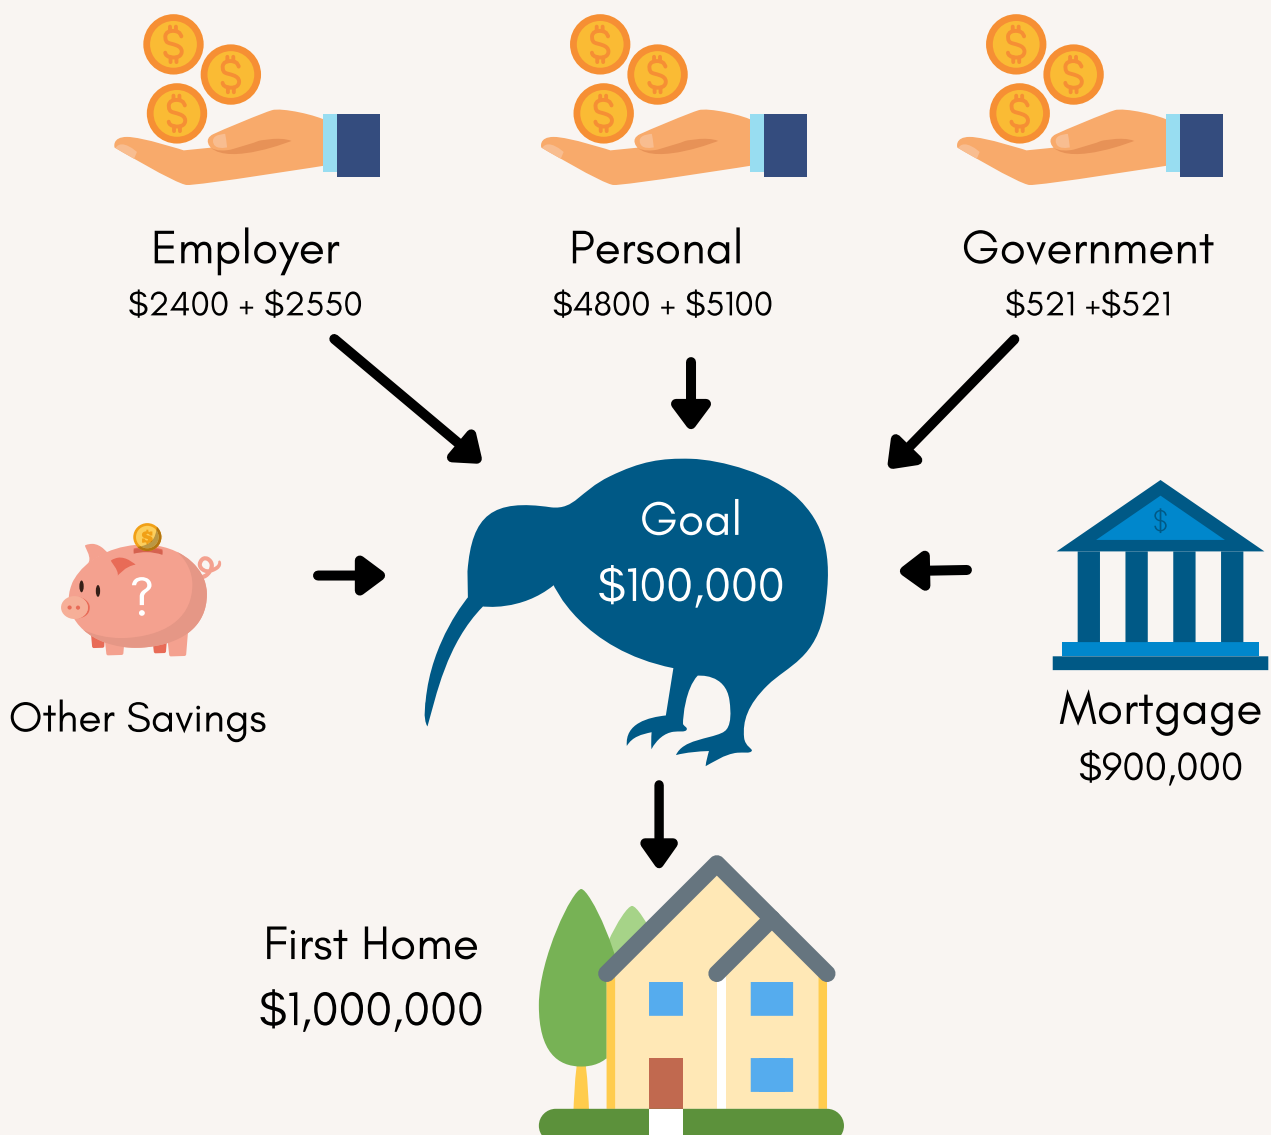 Employer
$2400 + $2550
Personal
$4800 + $5100
Government
$521 +$521
Goal
$100,000
?
Other Savings
Mortgage
$900,000
First Home
$1,000,000